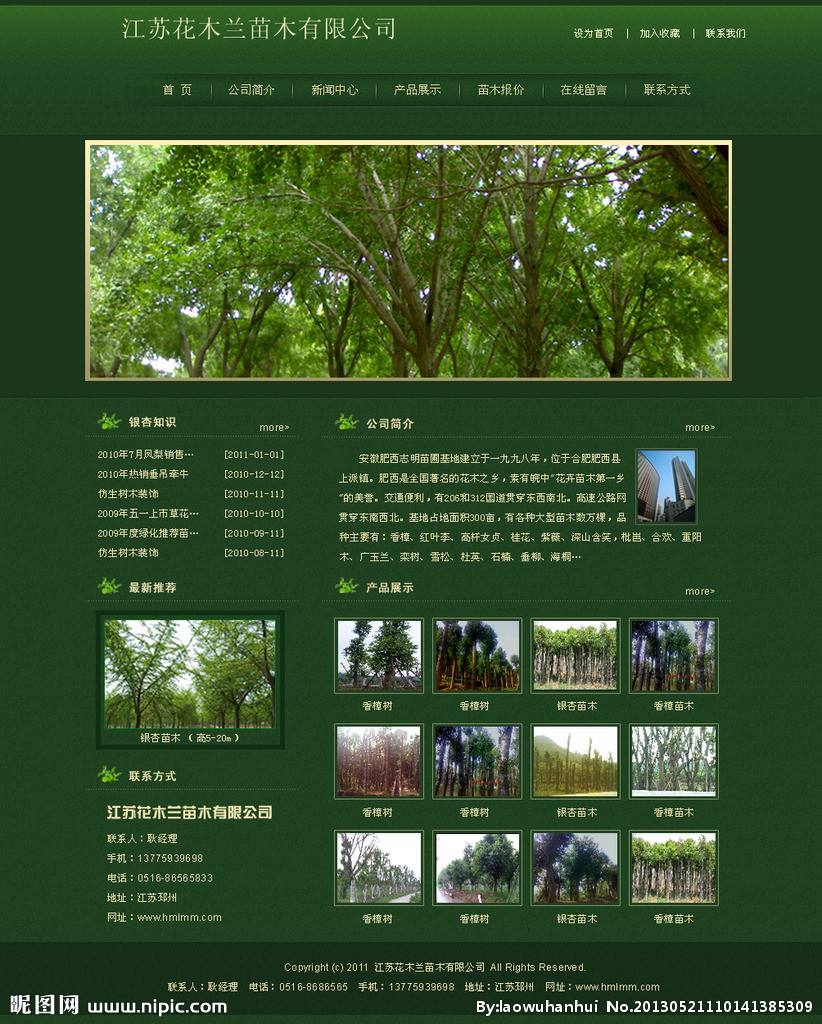 江苏花木兰苗木有限公司
设为首页 | 加入收藏 | 联系我们
首 页 公司简介 新闻中心 产品展示 苗木报价 在线留言 联系方式
银杏知识 more>
2010年7月凤梨销售… [2011-01-01]
2010年热销垂吊牵牛 [2010-12-12]
仿生树木装饰 [2010-11-11]
2009年五一上市草花… [2010-10-10]
2009年度绿化推荐苗… [2010-09-11]
仿生树木装饰 [2010-08-11]
公司简介 more>
安徽肥西志明苗圃基地建立于一九九八年，位于合肥肥西县
上派镇。肥西是全国著名的花木之乡，素有皖中"花卉苗木第一乡
"的美誉。交通便利，有206和312国道贯穿东西南北。高速公路网
贯穿东南西北。基地占地面积300亩，有各种大型苗木数万棵，品
种主要有：香樟、红叶李、高杆女贞、桂花、紫薇、深山含笑，枇岜、合欢、重阳
木、广玉兰、栾树、雪松、杜英、石楠、垂柳、海桐…
最新推荐
银杏苗木 （ 高5-20m ）
产品展示 more>
香樟树 香樟树 银杏苗木 香樟苗木
香樟树 香樟树 银杏苗木 香樟苗木
香樟树 香樟树 银杏苗木 香樟苗木
联系方式
江苏花木兰苗木有限公司
联系人：耿经理
手机：13775939698
电话：0516-86565833
地址：江苏邳州
网址：www.hmlmm.com
Copyright (c) 2011 江苏花木兰苗木有限公司 All Rights Reserved.
联系人：耿经理 电话：0516-8686565 手机：13775939698 地址：江苏邳州 网址：www.hmlmm.com
昵图网 www.nipic.com
By:laowuhanhui No.20130521110141385309